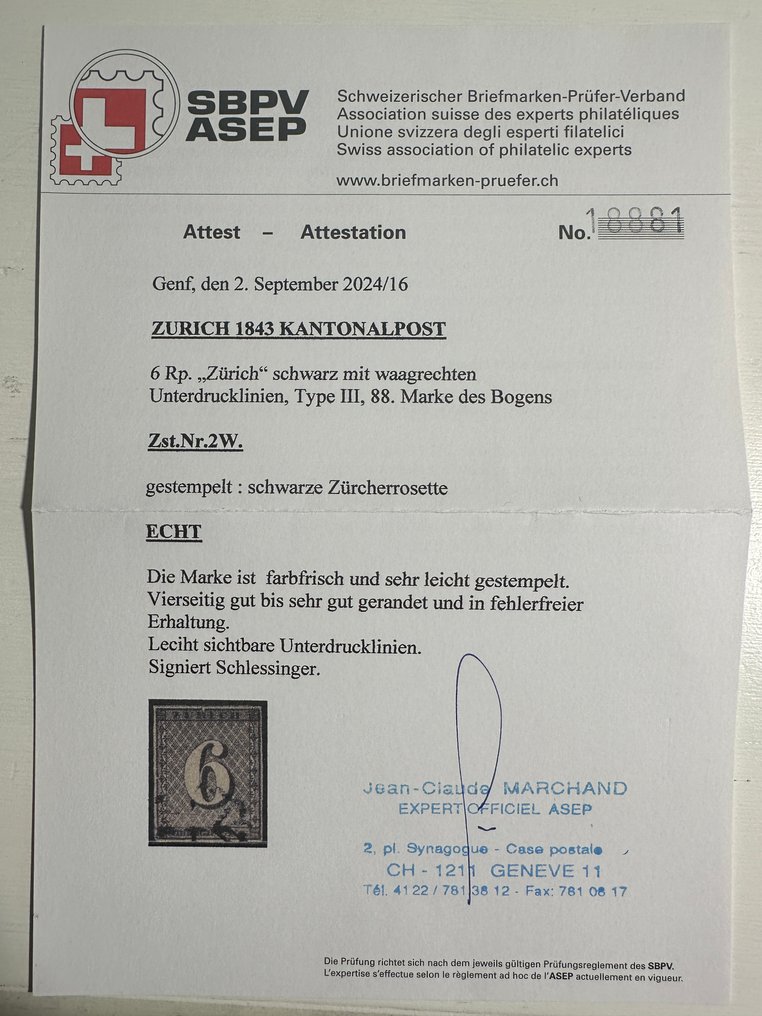 SBPV
ASEP
Schweizerischer Briefmarken-Prüfer-Verband
Association suisse des experts philatéliques
Unione svizzera degli esperti filatelici
Swiss association of philatelic experts
www.briefmarken-pruefer.ch
Attest – Attestation No. 18881
Genf, den 2. September 2024/16
ZURICH 1843 KANTONALPOST
6 Rp. „Zürich“ schwarz mit waagrechten
Unterdrucklinien, Type III, 88. Marke des Bogens
Zst.Nr.2W.
gestempelt : schwarze Zürcherrosette
ECHT
Die Marke ist farbfrisch und sehr leicht gestempelt.
Vierseitig gut bis sehr gut gerandet und in fehlerfreier
Erhaltung.
Leciht sichtbare Unterdrucklinien.
Signiert Schlessinger.
6
Jean-Claude MARCHAND
EXPERT OFFICIEL ASEP
2, pl. Synagogue - Case postale
CH - 1211 GENEVE 11
Tél. 41 22 / 781 36 12 - Fax: 781 08 17
Die Prüfung richtet sich nach dem jeweils gültigen Prüfungsreglement des SBPV.
L'expertise s'effectue selon le règlement ad hoc de l'ASEP actuellement en vigueur.